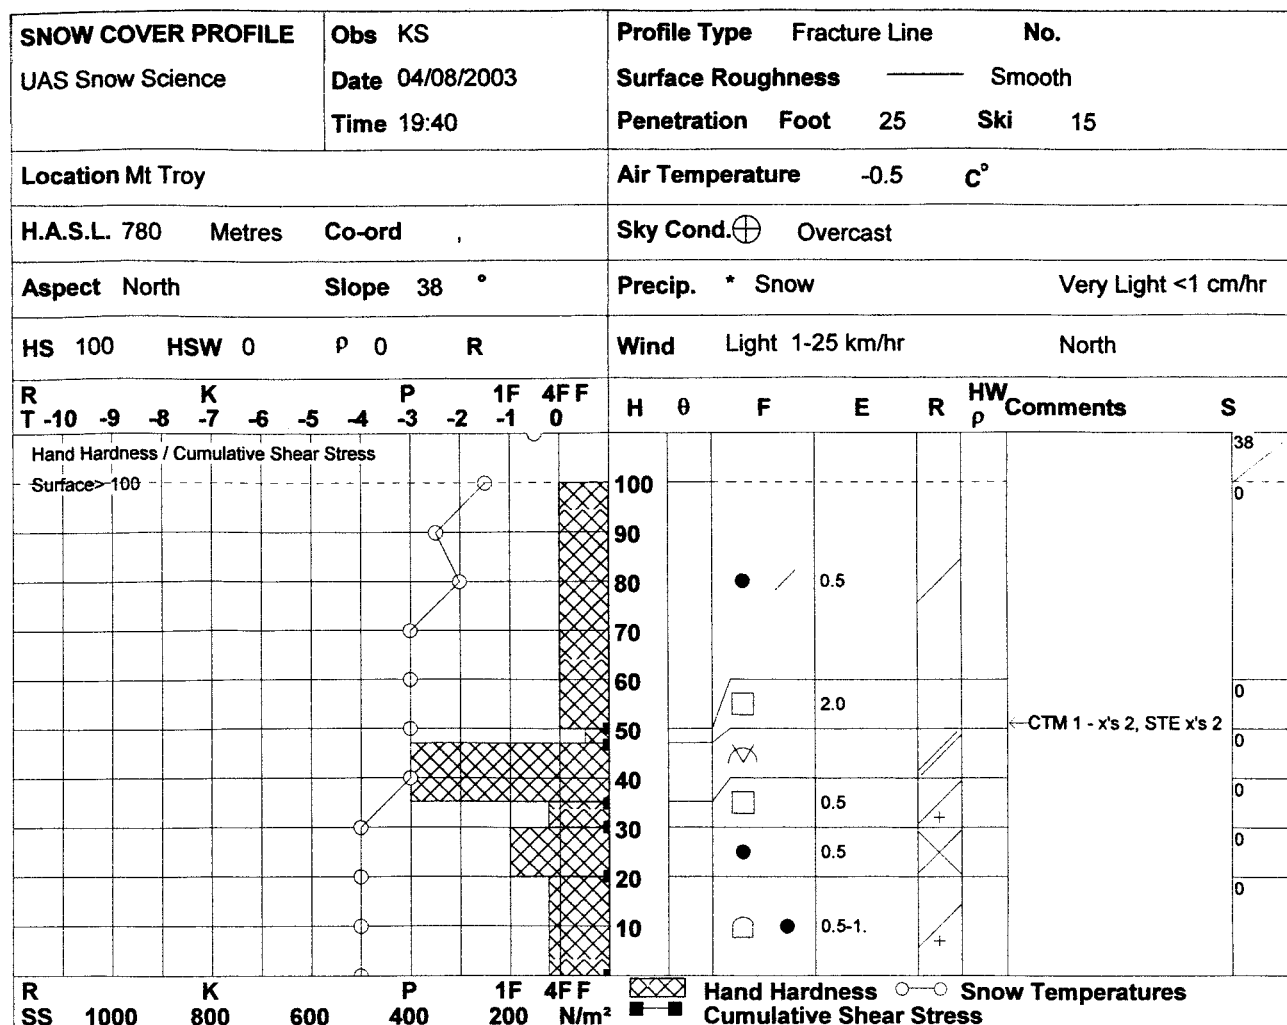 SNOW COVER PROFILE Obs KS Profile Type Fracture Line No.
UAS Snow Science Date 04/08/2003 Surface Roughness Smooth
Time 19:40 Penetration Foot 25 Ski 15
Location Mt Troy Air Temperature -0.5 C°
H.A.S.L. 780 Metres Co-ord , Sky Cond. Overcast
Aspect North Slope 38 ° Precip. * Snow Very Light <1 cm/hr
HS 100 HSW 0 ρ 0 R Wind Light 1-25 km/hr North
R K P 1F 4F F
T -10 -9 -8 -7 -6 -5 -4 -3 -2 -1 0 H θ F E R HW ρ Comments S
Hand Hardness / Cumulative Shear Stress 38
Surface> 100 100 0
90
80 0.5
70
60 0
2.0
50 CTM 1 - x's 2, STE x's 2
0
40 0
0.5
30 + 0
0.5
20 0
10 0.5-1. +
R K P 1F 4F F Hand Hardness Snow Temperatures
SS 1000 800 600 400 200 N/m² Cumulative Shear Stress